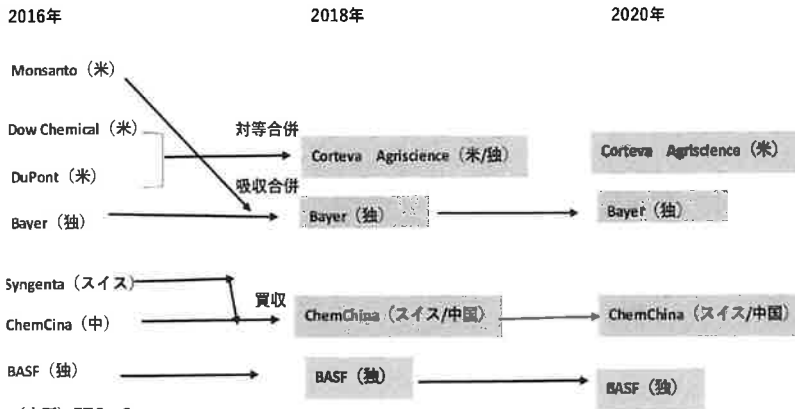 2016年 2018年 2020年
Monsanto（米）
Dow Chemical（米） 対等合併
Corteva Agriscience（米/独） Corteva Agriscience（米）
DuPont（米）
吸収合併
Bayer（独） Bayer（独） Bayer（独）
Syngenta（スイス）
買収
ChemCina（中） ChemChina（スイス/中国） ChemChina（スイス/中国）
BASF（独） BASF（独） BASF（独）